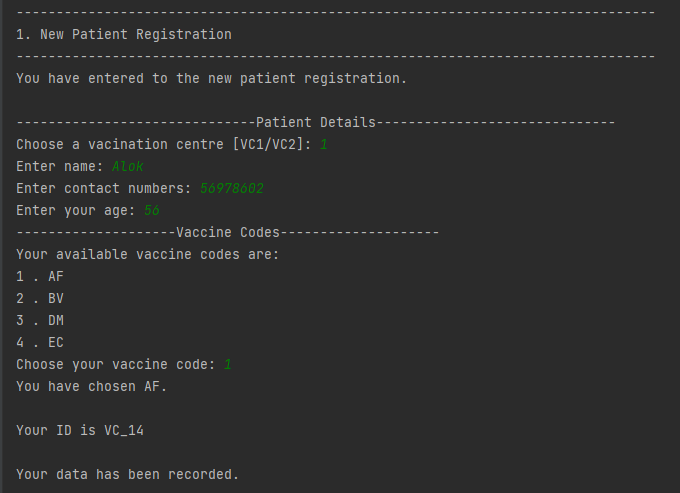 --------------------------------------------------------------------------------
1. New Patient Registration
--------------------------------------------------------------------------------
You have entered to the new patient registration.
------------------------------Patient Details------------------------------
Choose a vacination centre [VC1/VC2]: 1
Enter name: Alok
Enter contact numbers: 56978602
Enter your age: 56
--------------------Vaccine Codes--------------------
Your available vaccine codes are:
1 . AF
2 . BV
3 . DM
4 . EC
Choose your vaccine code: 1
You have chosen AF.
Your ID is VC_14
Your data has been recorded.